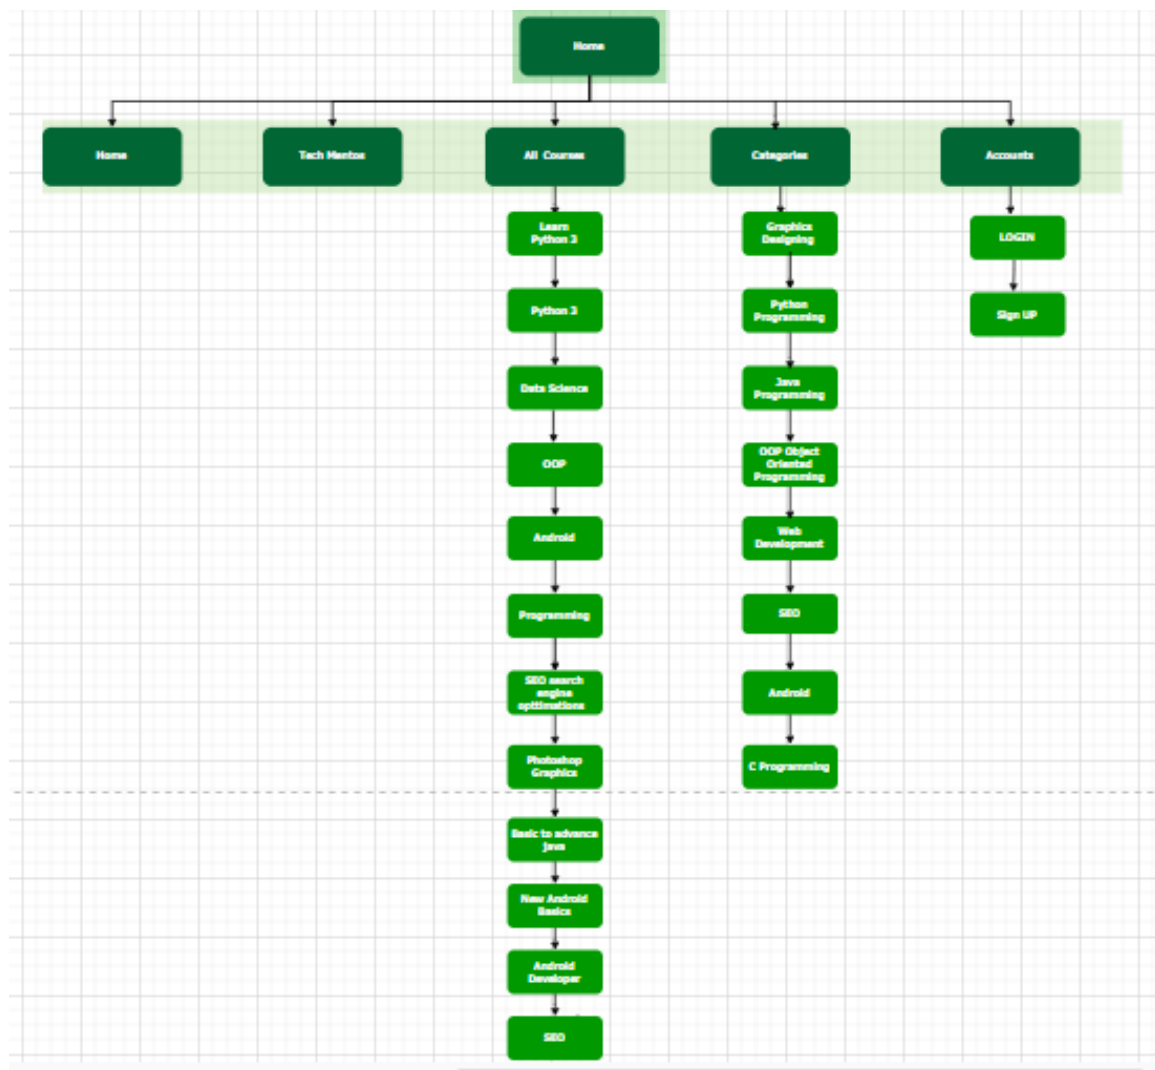 Home
Home
Tech Mentos
All Courses
Categories
Accounts
Learn
Python 3
Python 3
Data Science
OOP
Android
Programming
SEO search
engine
opttimations
Photoshop
Graphics
Basic to advance
java
New Android
Basics
Android
Developer
SEO
Graphics
Designing
Python
Programming
Java
Programming
OOP Object
Oriented
Programming
Web
Development
SEO
Android
C Programming
LOGIN
Sign UP